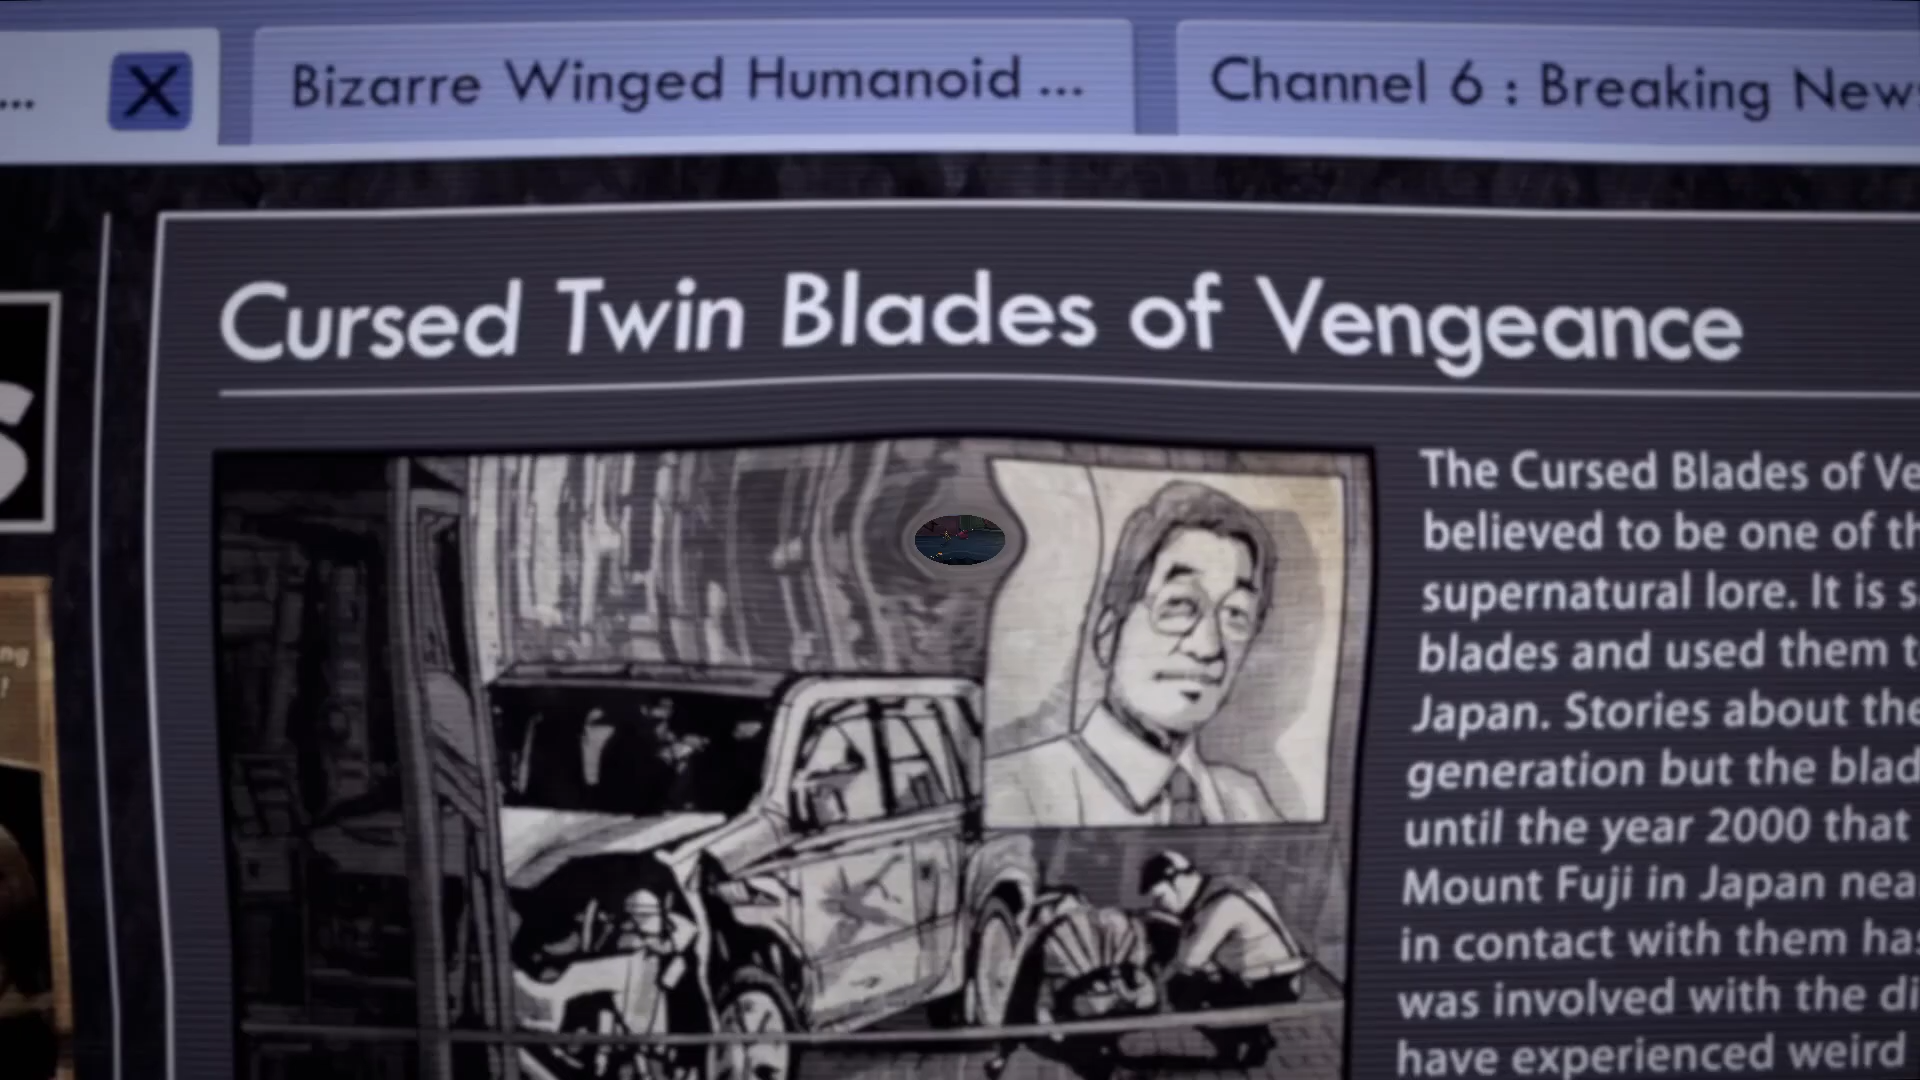 ...
X
Bizarre Winged Humanoid ...
Channel 6 : Breaking News
Cursed Twin Blades of Vengeance
S
ng
!
The Cursed Blades of Ve
believed to be one of th
supernatural lore. It is s
blades and used them t
Japan. Stories about the
generation but the blad
until the year 2000 that
Mount Fuji in Japan nea
in contact with them has
was involved with the di
have experienced weird